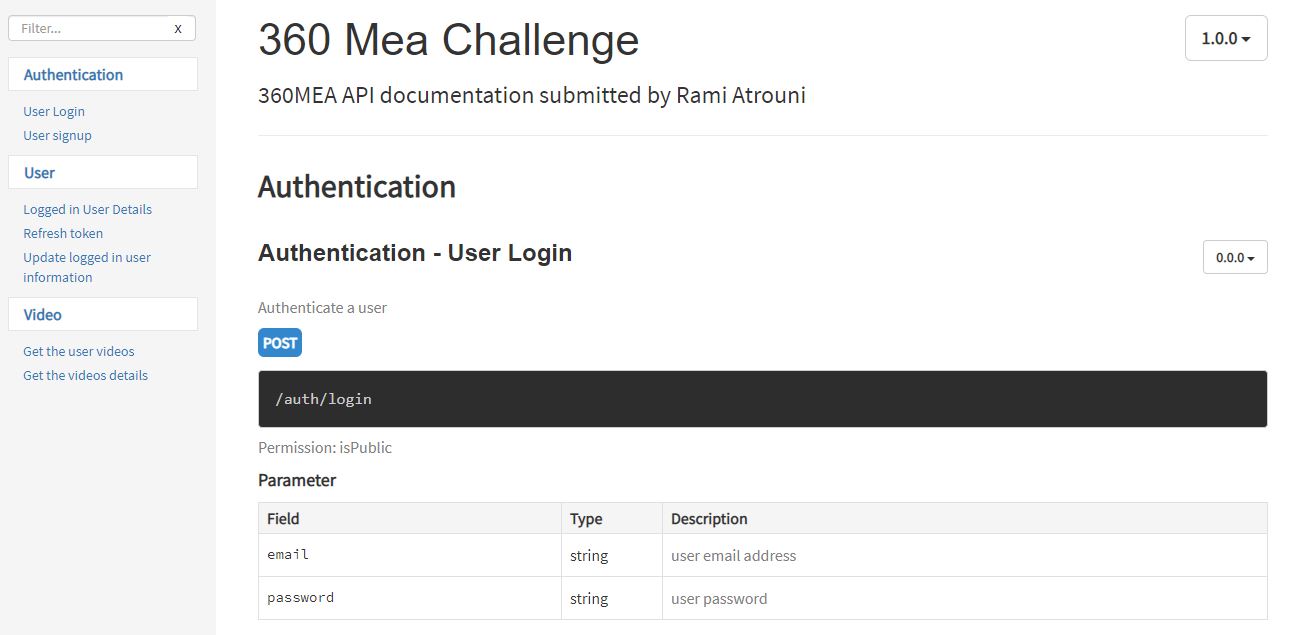 Filter... X
Authentication
User Login
User signup
User
Logged in User Details
Refresh token
Update logged in user
information
Video
Get the user videos
Get the videos details
360 Mea Challenge
1.0.0
360MEA API documentation submitted by Rami Atrouni
Authentication
Authentication - User Login
0.0.0
Authenticate a user
POST
/auth/login
Permission: isPublic
Parameter
Field Type Description
email string user email address
password string user password